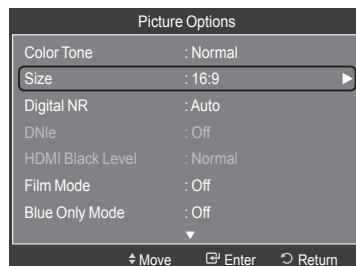 Picture Options
Color Tone : Normal
Size : 16:9
Digital NR : Auto
DNIe : Off
HDMI Black Level : Normal
Film Mode : Off
Blue Only Mode : Off
Move Enter Return